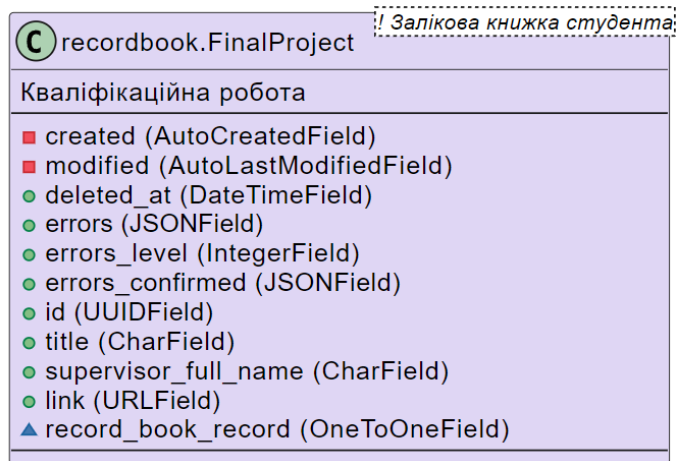 ! Залікова книжка студента
C recordbook.FinalProject
Кваліфікаційна робота
created (AutoCreatedField)
modified (AutoLastModifiedField)
deleted_at (DateTimeField)
errors (JSONField)
errors_level (IntegerField)
errors_confirmed (JSONField)
id (UUIDField)
title (CharField)
supervisor_full_name (CharField)
link (URLField)
record_book_record (OneToOneField)